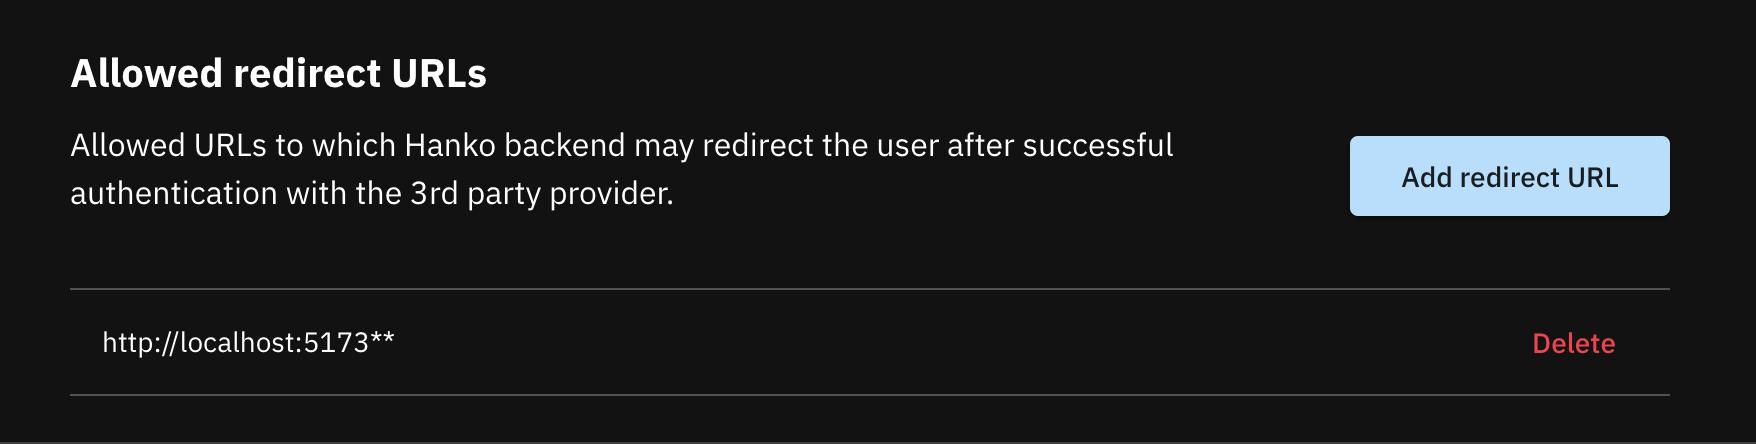 Allowed redirect URLs
Allowed URLs to which Hanko backend may redirect the user after successful
authentication with the 3rd party provider.
Add redirect URL
http://localhost:5173**
Delete